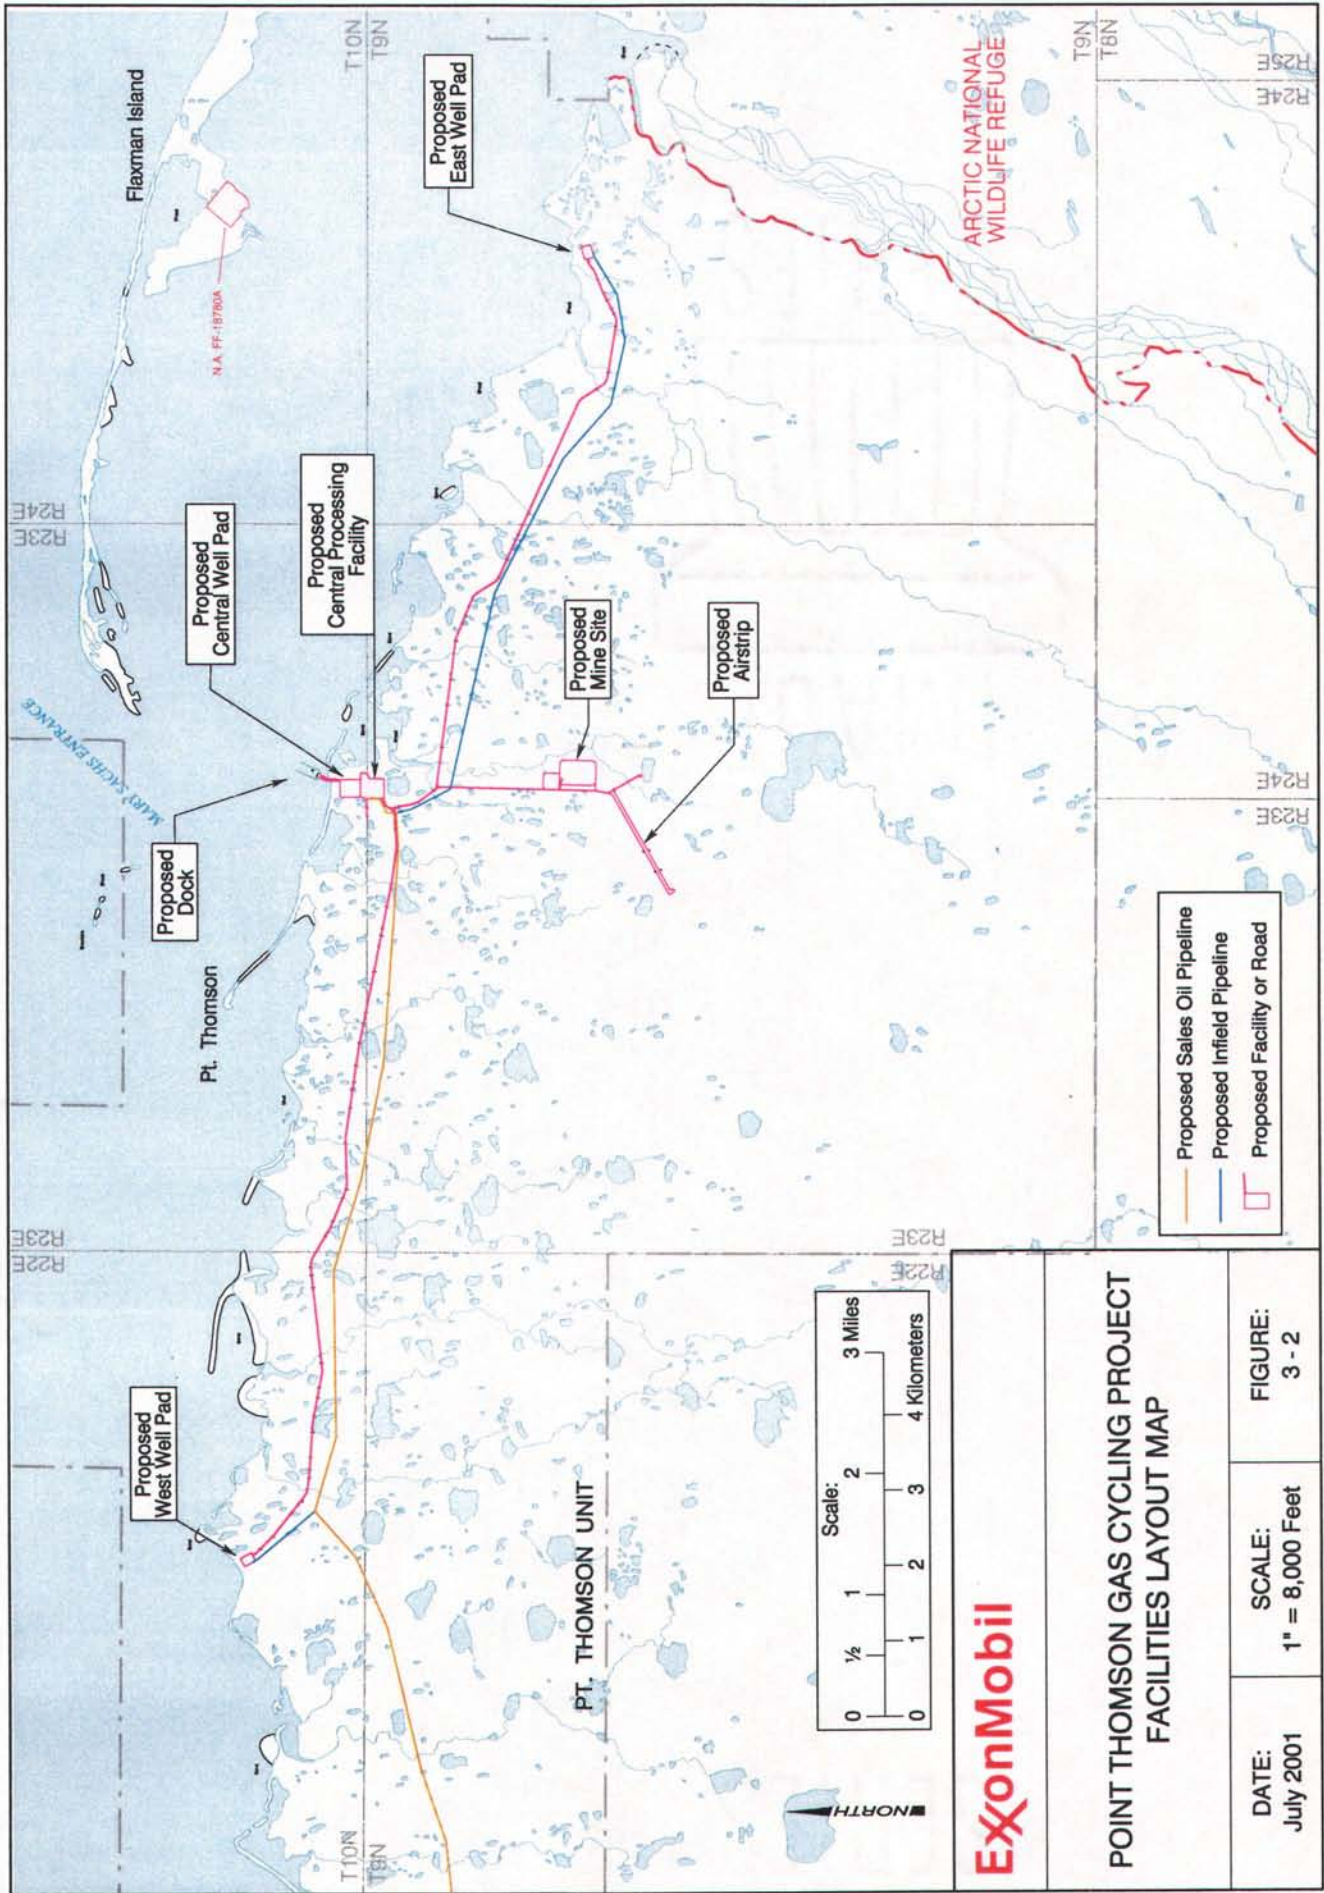 Flaxman Island
N.A. FF-18780A
T10N
T9N
Proposed
East Well Pad
ARCTIC NATIONAL
WILDLIFE REFUGE
T9N
T8N
R25E
R24E
R24E
R23E
MARY SACHS ENTRANCE
Proposed
Central Well Pad
Proposed
Central Processing
Facility
Proposed
Mine Site
Proposed
Airstrip
Proposed
Dock
Pt. Thomson
R24E
R23E
R23E
R22E
R23E
R22E
Proposed
West Well Pad
PT. THOMSON UNIT
T10N
T9N
Proposed Sales Oil Pipeline
Proposed Infield Pipeline
Proposed Facility or Road
Scale:
0 ½ 1 2 3 Miles
0 1 2 3 4 Kilometers
NORTH
ExxonMobil
POINT THOMSON GAS CYCLING PROJECT
FACILITIES LAYOUT MAP
DATE:
July 2001
SCALE:
1" = 8,000 Feet
FIGURE:
3 - 2